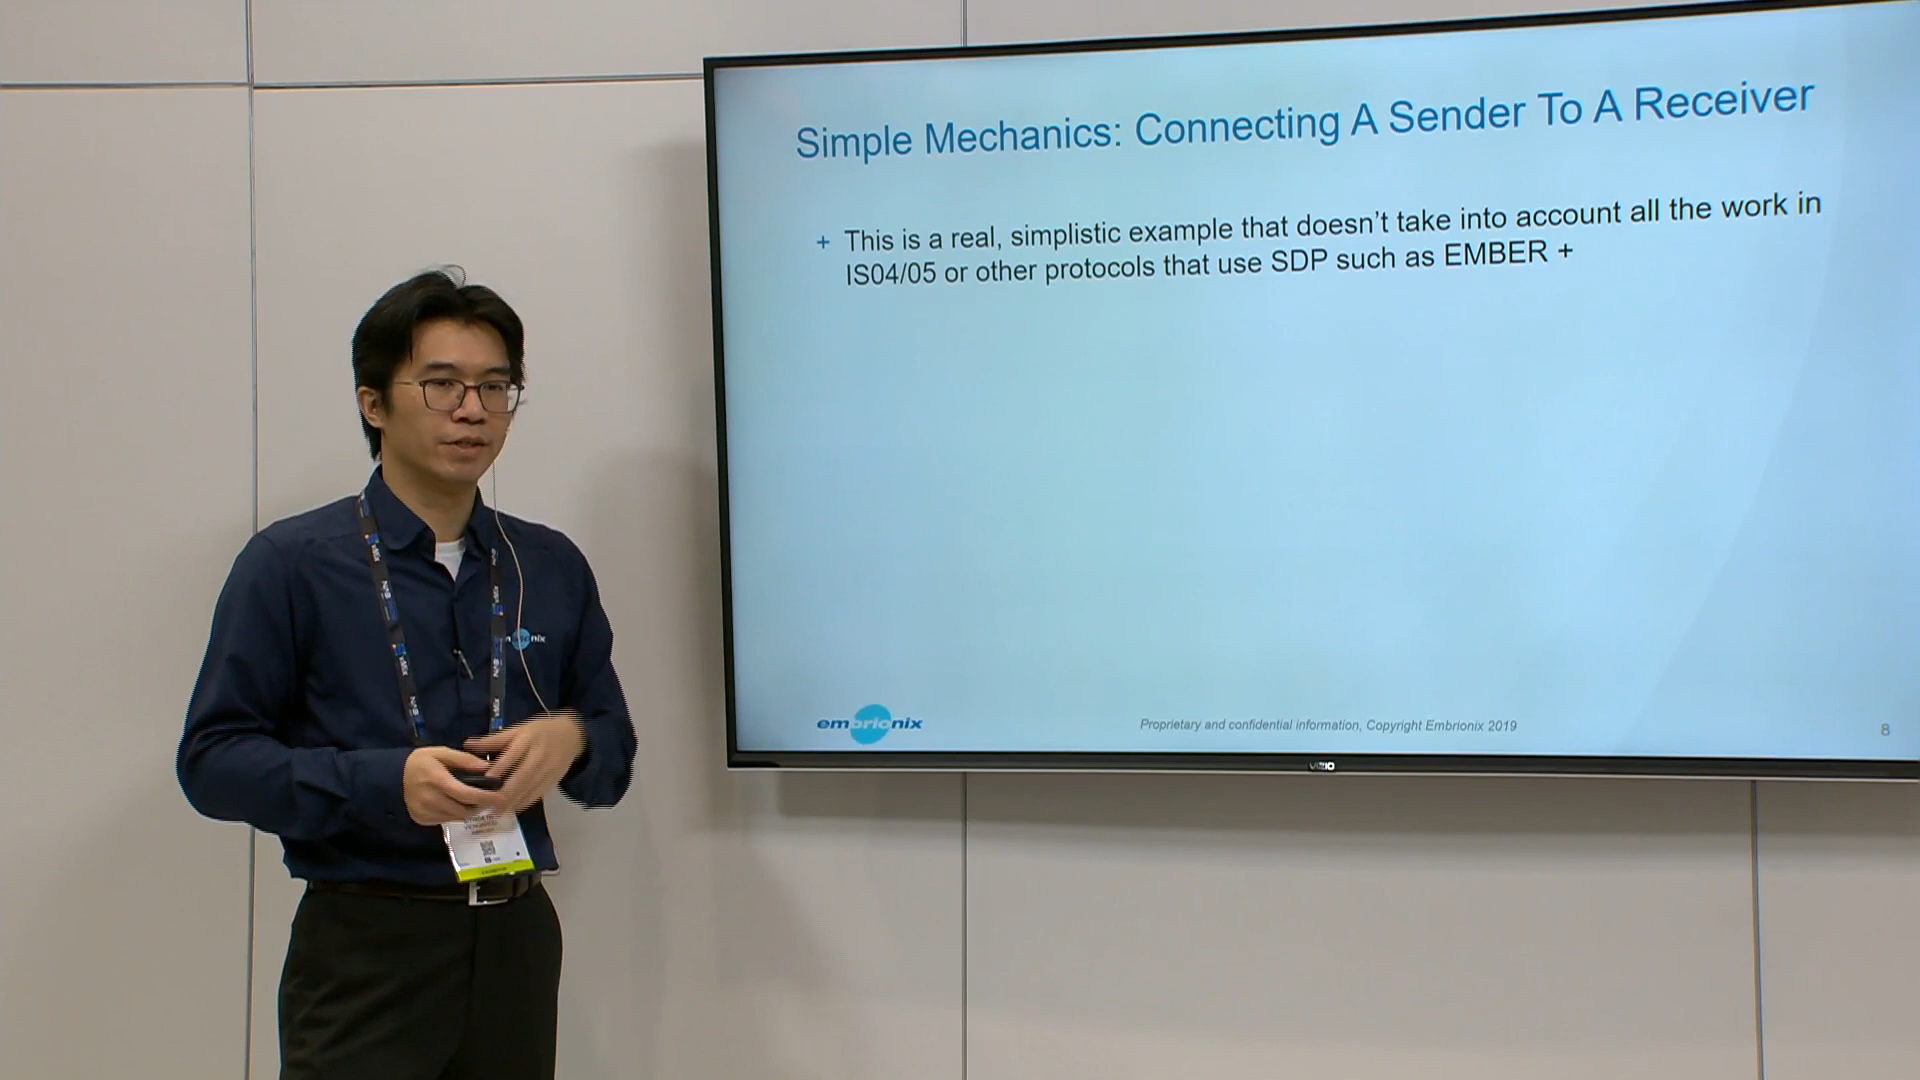 Simple Mechanics: Connecting A Sender To A Receiver
+ This is a real, simplistic example that doesn’t take into account all the work in
IS04/05 or other protocols that use SDP such as EMBER +
embrionix
Proprietary and confidential information, Copyright Embrionix 2019
8
VIZIO